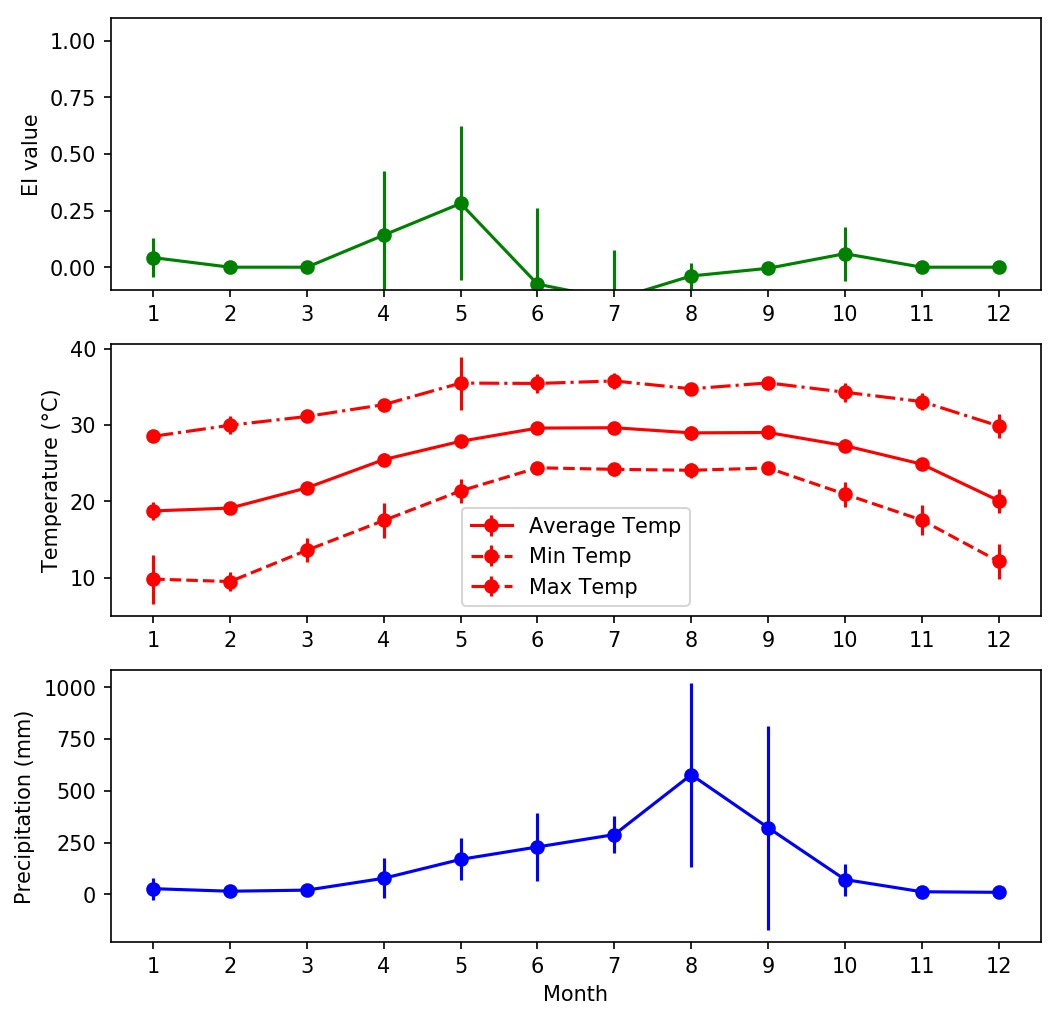 EI value
1.00
0.75
0.50
0.25
0.00
1 2 3 4 5 6 7 8 9 10 11 12
Temperature (°C)
40
30
20
10
Average Temp
Min Temp
Max Temp
1 2 3 4 5 6 7 8 9 10 11 12
Precipitation (mm)
1000
750
500
250
0
1 2 3 4 5 6 7 8 9 10 11 12
Month